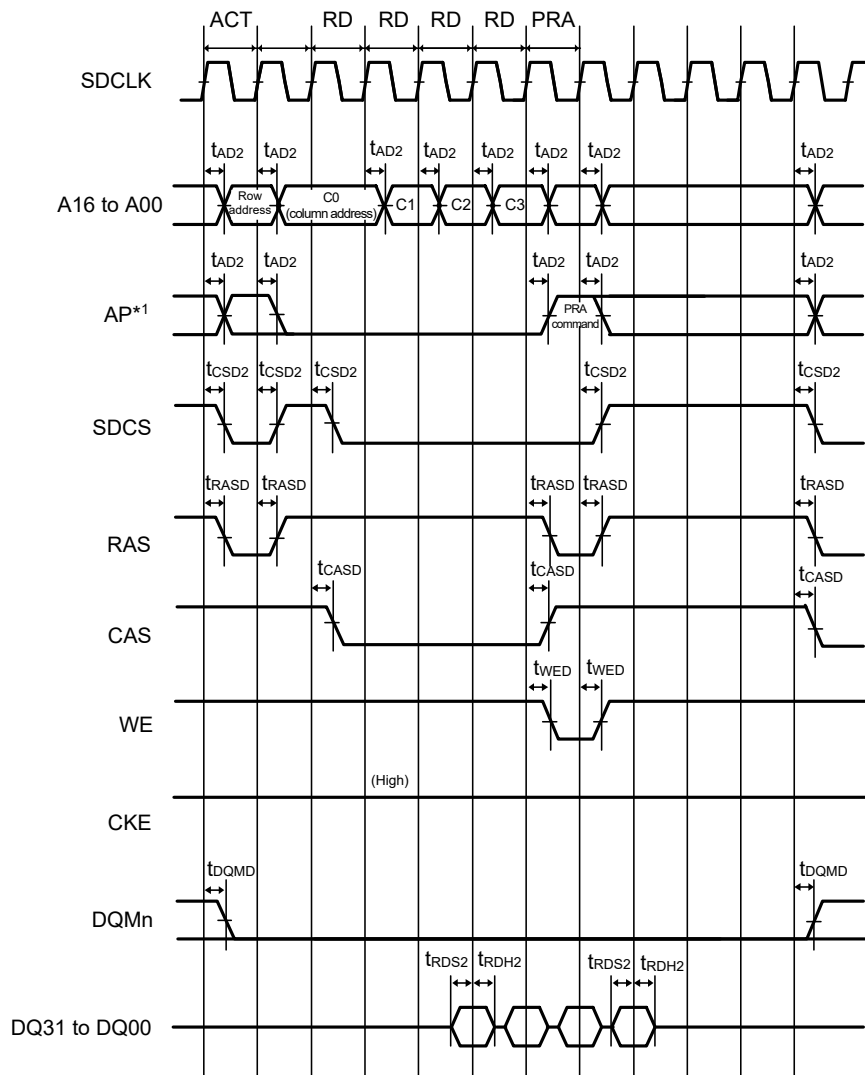 ACT RD RD RD RD PRA
SDCLK
tAD2 tAD2 tAD2 tAD2 tAD2 tAD2 tAD2 tAD2
A16 to A00
Row address
C0 (column address)
C1 C2 C3
tAD2 tAD2 tAD2 tAD2 tAD2
AP*1
PRA command
tCSD2 tCSD2 tCSD2 tCSD2 tCSD2
SDCS
tRASD tRASD tRASD tRASD tRASD
RAS
tCASD tCASD tCASD
CAS
tWED tWED
WE
(High)
CKE
tDQMD tDQMD
DQMn
tRDS2 tRDH2 tRDS2 tRDH2
DQ31 to DQ00